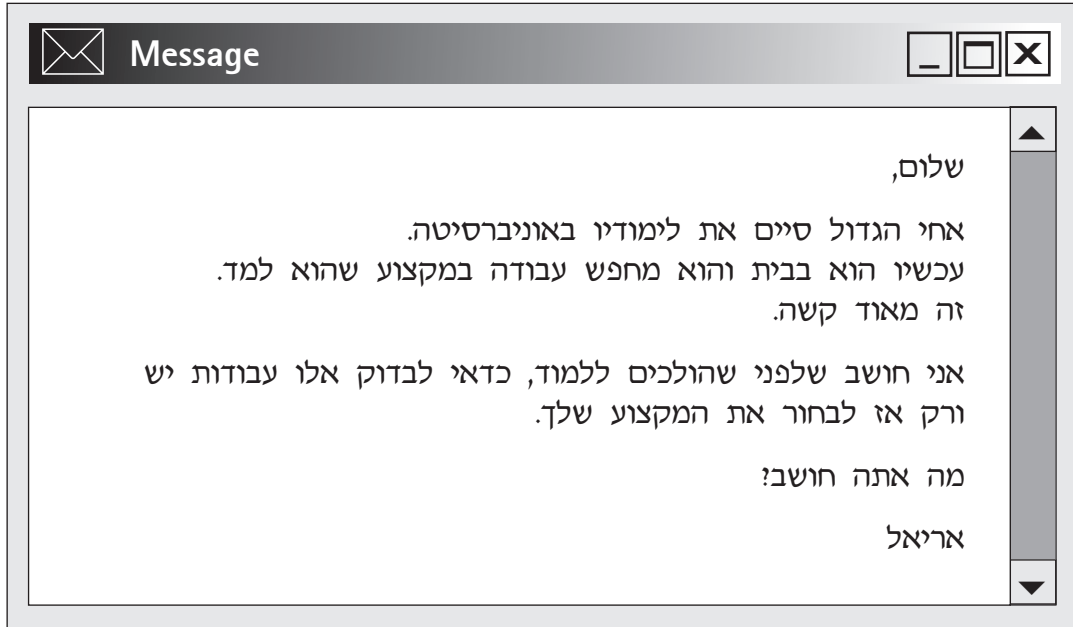 Message
שלום,
אחי הגדול סיים את לימודיו באוניברסיטה.
עכשיו הוא בבית והוא מחפש עבודה במקצוע שהוא למד.
זה מאוד קשה.
אני חושב שלפני שהולכים ללמוד, כדאי לבדוק אלו עבודות יש
ורק אז לבחור את המקצוע שלך.
מה אתה חושב?
אריאל